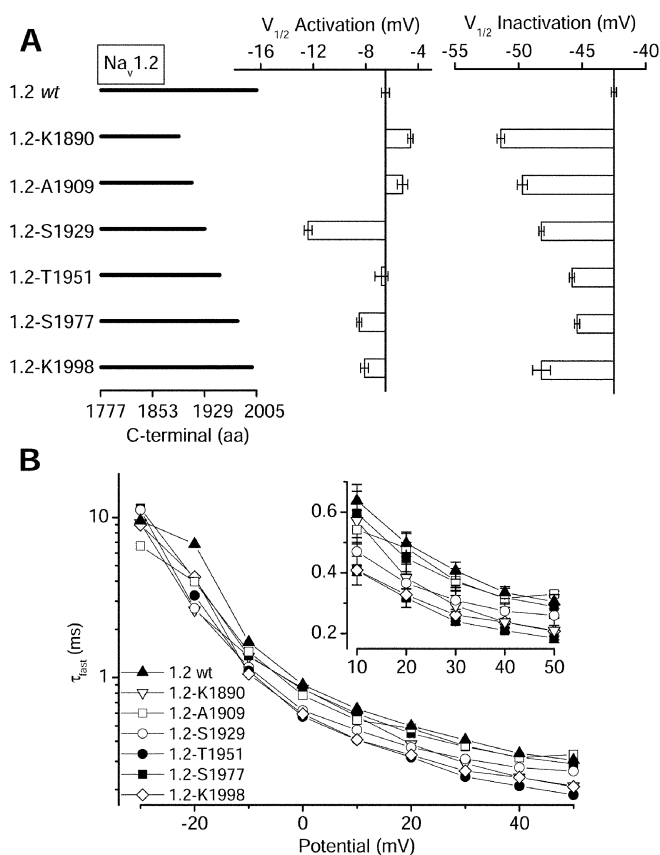 A
Nav1.2
V1/2 Activation (mV)
-16 -12 -8 -4
V1/2 Inactivation (mV)
-55 -50 -45 -40
1.2 wt
1.2-K1890
1.2-A1909
1.2-S1929
1.2-T1951
1.2-S1977
1.2-K1998
1777 1853 1929 2005
C-terminal (aa)
B
τfast (ms)
10
1
0.6
0.4
0.2
10 20 30 40 50
1.2 wt
1.2-K1890
1.2-A1909
1.2-S1929
1.2-T1951
1.2-S1977
1.2-K1998
-20 0 20 40
Potential (mV)